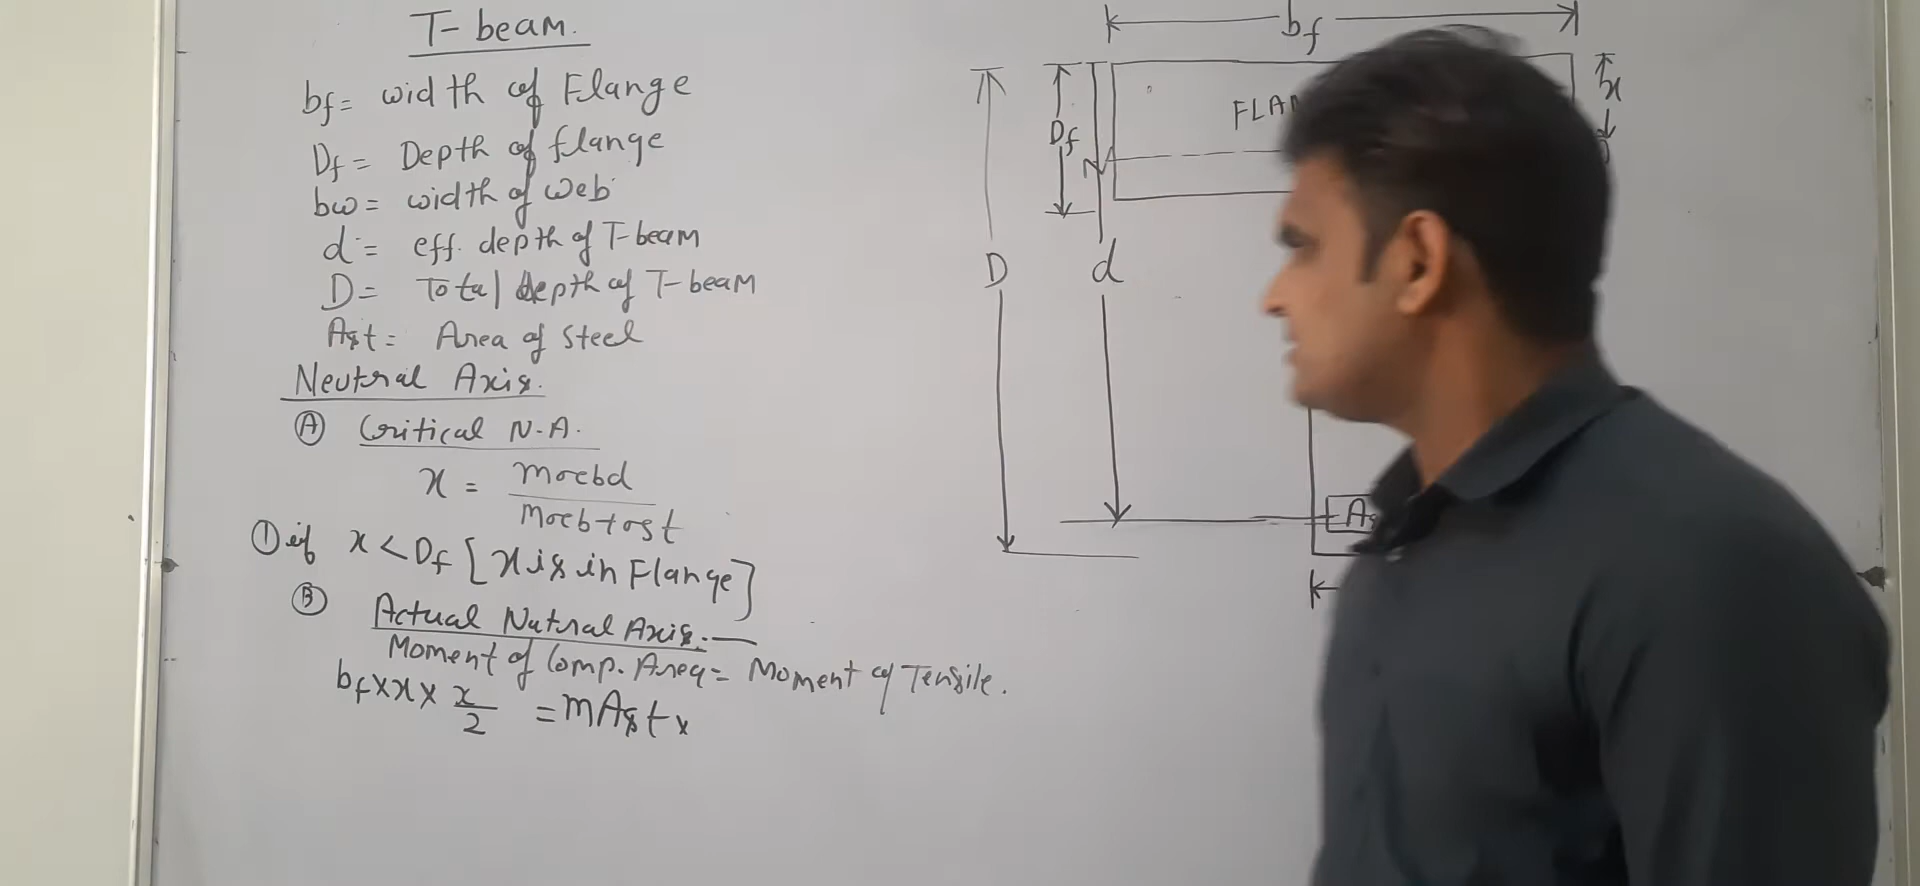 T-beam.
bf = width of Flange
Df = Depth of flange
bw = width of web
d = eff. depth of T-beam
D = Total depth of T-beam
Ast = Area of steel
Neutral Axis.
Ⓐ Critical N.A.
x = mσcbd
mσcb+σst
① if x < Df [x is in Flange]
Ⓑ Actual Nutral Axis:—
Moment of Comp. Area = Moment of Tensile.
bf × x × x/2 = mAst ×
bf
x
Df
D
d
N